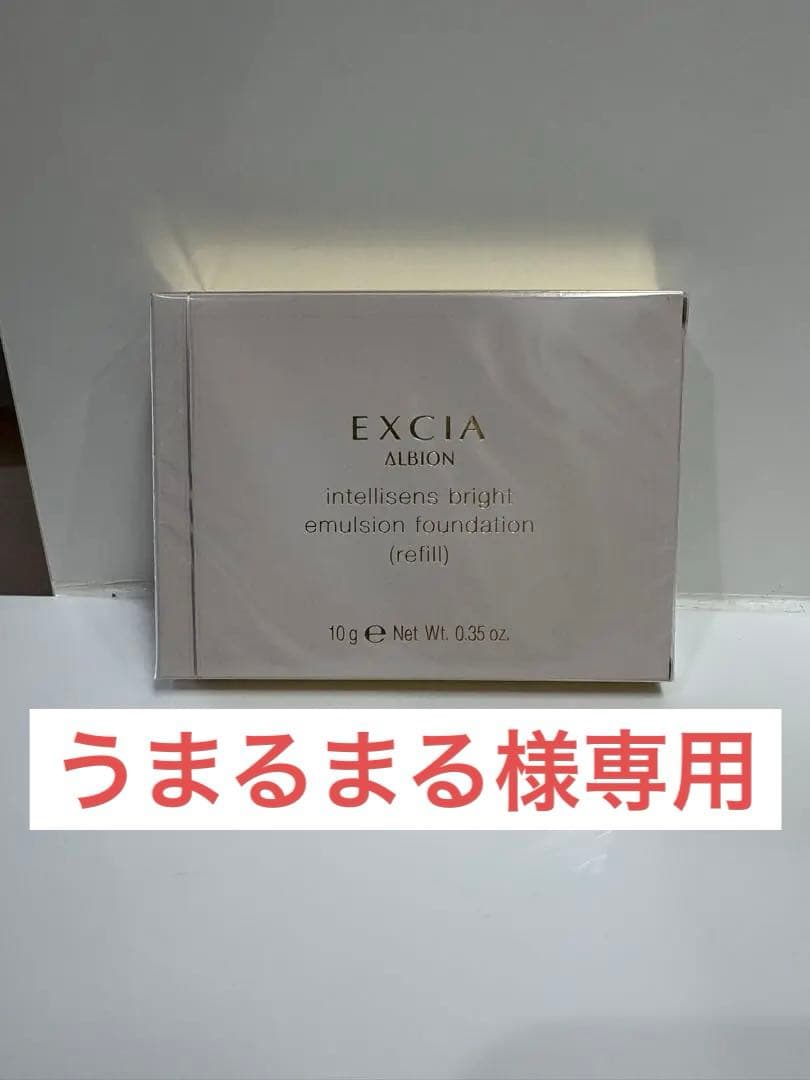 EXCIA
ALBION
intellisens bright
emulsion foundation
(refill)
10 g ℮ Net Wt. 0.35 oz.
うまるまる様専用